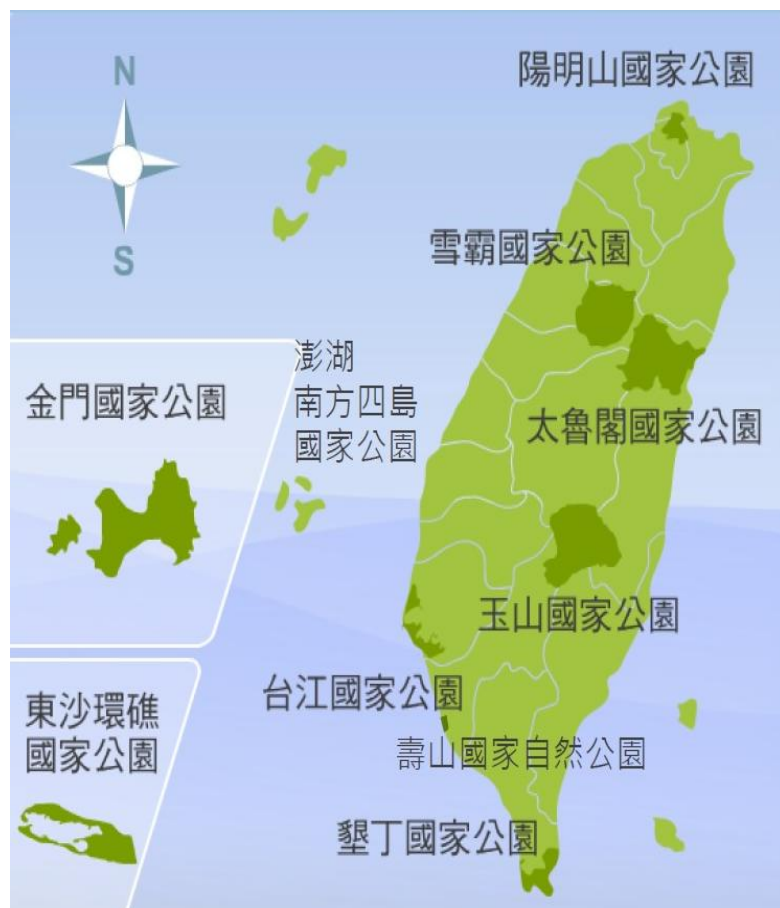 N
S
陽明山國家公園
雪霸國家公園
澎湖
南方四島
國家公園
金門國家公園
太魯閣國家公園
玉山國家公園
台江國家公園
東沙環礁
國家公園
壽山國家自然公園
墾丁國家公園